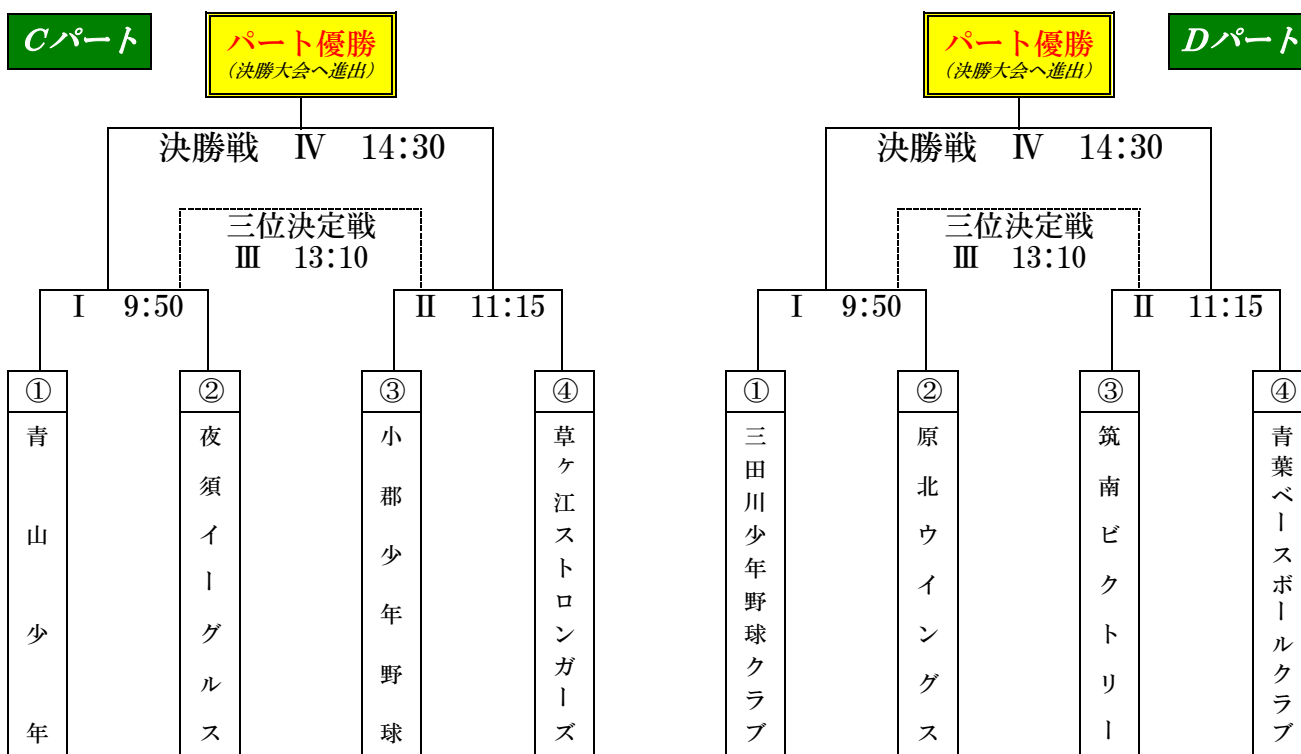 Cパート
パート優勝
(決勝大会へ進出)
決勝戦 Ⅳ 14:30
三位決定戦
Ⅲ 13:10
Ⅰ 9:50
Ⅱ 11:15
①
青山少年
②
夜須イーグルス
③
小郡少年野球
④
草ケ江ストロンガーズ
Dパート
パート優勝
(決勝大会へ進出)
決勝戦 Ⅳ 14:30
三位決定戦
Ⅲ 13:10
Ⅰ 9:50
Ⅱ 11:15
①
三田川少年野球クラブ
②
原北ウイングス
③
筑南ビクトリー
④
青葉ベースボールクラブ